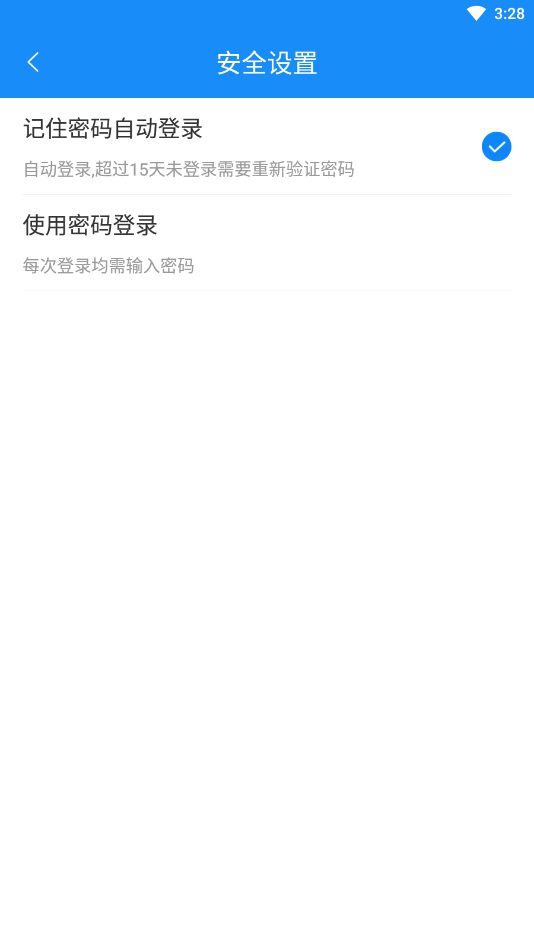 3:28
安全设置
记住密码自动登录
自动登录,超过15天未登录需要重新验证密码
使用密码登录
每次登录均需输入密码